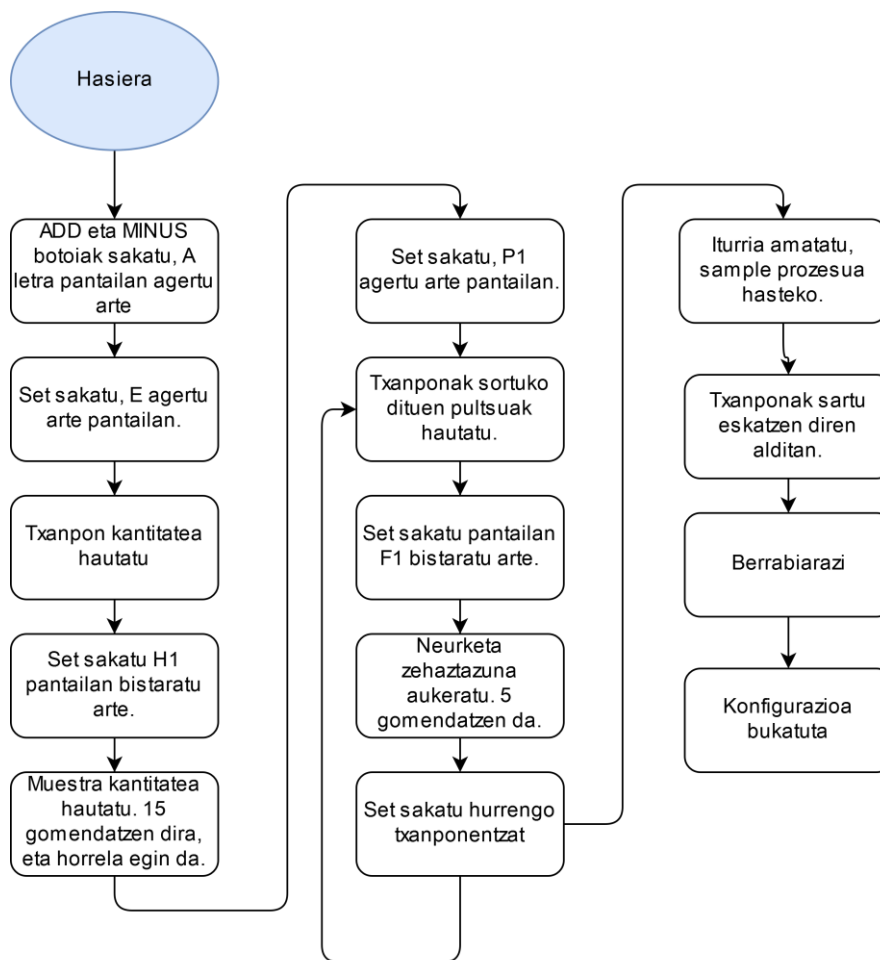 Hasiera
ADD eta MINUS
botoiak sakatu, A
letra pantailan agertu
arte
Set sakatu, E agertu
arte pantailan.
Txanpon kantitatea
hautatu
Set sakatu H1
pantailan bistaratu
arte.
Muestra kantitatea
hautatu. 15
gomendatzen dira,
eta horrela egin da.
Set sakatu, P1
agertu arte pantailan.
Txanponak sortuko
dituen pultsuak
hautatu.
Set sakatu pantailan
F1 bistaratu arte.
Neurketa
zehaztazuna
aukeratu. 5
gomendatzen da.
Set sakatu hurrengo
txanponentzat
Iturria amatatu,
sample prozesua
hasteko.
Txanponak sartu
eskatzen diren
alditan.
Berrabiarazi
Konfigurazioa
bukatuta